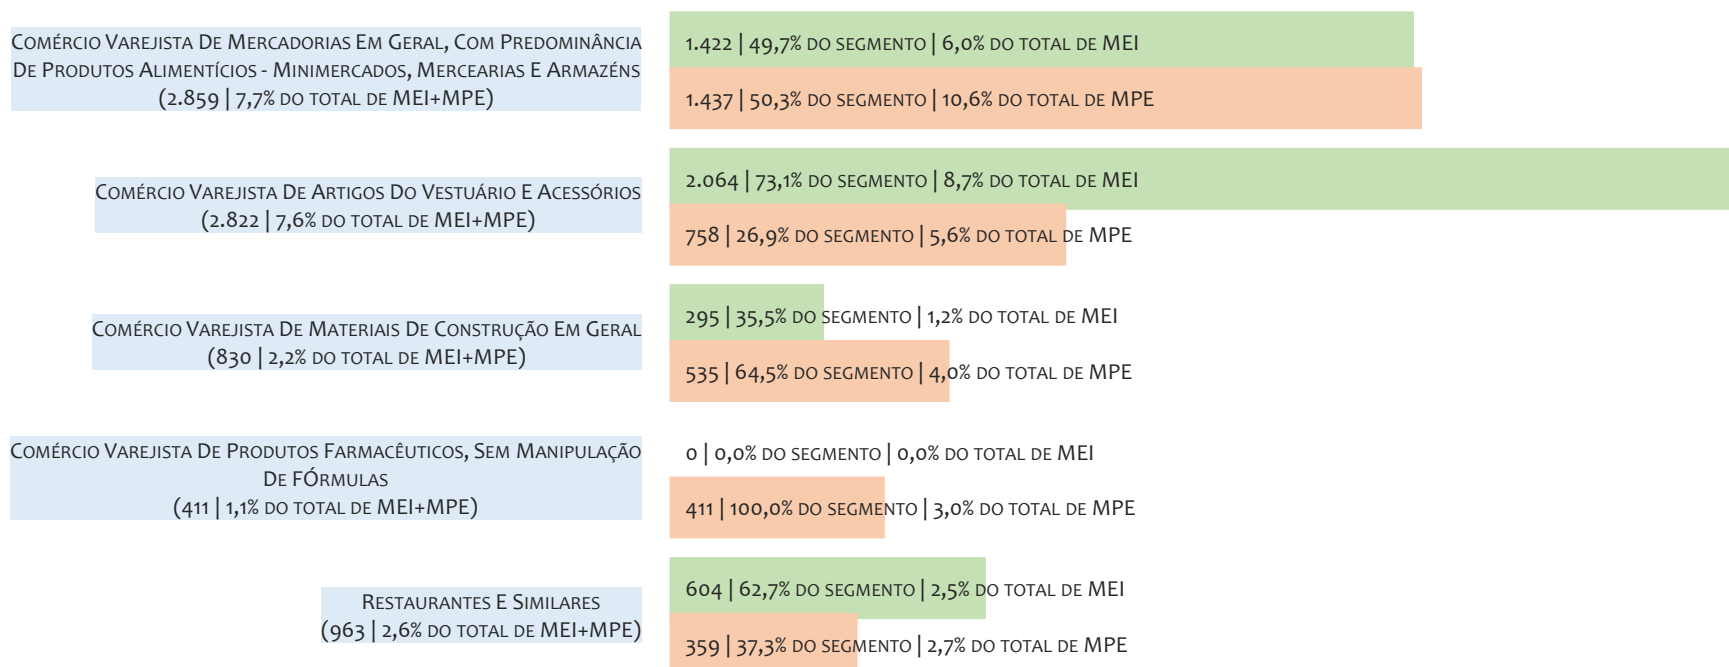 Comércio Varejista De Mercadorias Em Geral, Com Predominância
De Produtos Alimentícios - Minimercados, Mercearias E Armazéns
(2.859 | 7,7% do total de MEI+MPE)
1.422 | 49,7% do segmento | 6,0% do total de MEI
1.437 | 50,3% do segmento | 10,6% do total de MPE
Comércio Varejista De Artigos Do Vestuário E Acessórios
(2.822 | 7,6% do total de MEI+MPE)
2.064 | 73,1% do segmento | 8,7% do total de MEI
758 | 26,9% do segmento | 5,6% do total de MPE
Comércio Varejista De Materiais De Construção Em Geral
(830 | 2,2% do total de MEI+MPE)
295 | 35,5% do segmento | 1,2% do total de MEI
535 | 64,5% do segmento | 4,0% do total de MPE
Comércio Varejista De Produtos Farmacêuticos, Sem Manipulação
De FÓrmulas
(411 | 1,1% do total de MEI+MPE)
0 | 0,0% do segmento | 0,0% do total de MEI
411 | 100,0% do segmento | 3,0% do total de MPE
Restaurantes E Similares
(963 | 2,6% do total de MEI+MPE)
604 | 62,7% do segmento | 2,5% do total de MEI
359 | 37,3% do segmento | 2,7% do total de MPE